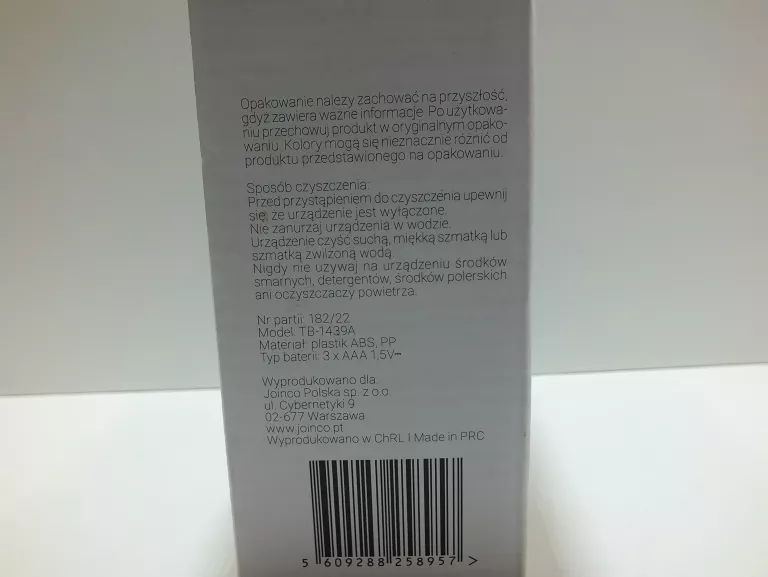 Opakowanie należy zachować na przyszłość,
gdyż zawiera ważne informacje. Po użytkowa-
niu przechowuj produkt w oryginalnym opako-
waniu. Kolory mogą się nieznacznie różnić od
produktu przedstawionego na opakowaniu.
Sposób czyszczenia:
Przed przystąpieniem do czyszczenia upewnij
się, że urządzenie jest wyłączone.
Nie zanurzaj urządzenia w wodzie.
Urządzenie czyść suchą, miękką szmatką lub
szmatką zwilżoną wodą.
Nigdy nie używaj na urządzeniu środków
smarnych, detergentów, środków polerskich
ani oczyszczaczy powietrza.
Nr partii: 182/22
Model: TB-1439A
Materiał: plastik ABS, PP
Typ baterii: 3 x AAA 1,5V⎓
Wyprodukowano dla:
Joinco Polska sp. z o.o
ul. Cybernetyki 9
02-677 Warszawa
www.joinco.pt
Wyprodukowano w ChRL I Made in PRC
5 609288 258957 >